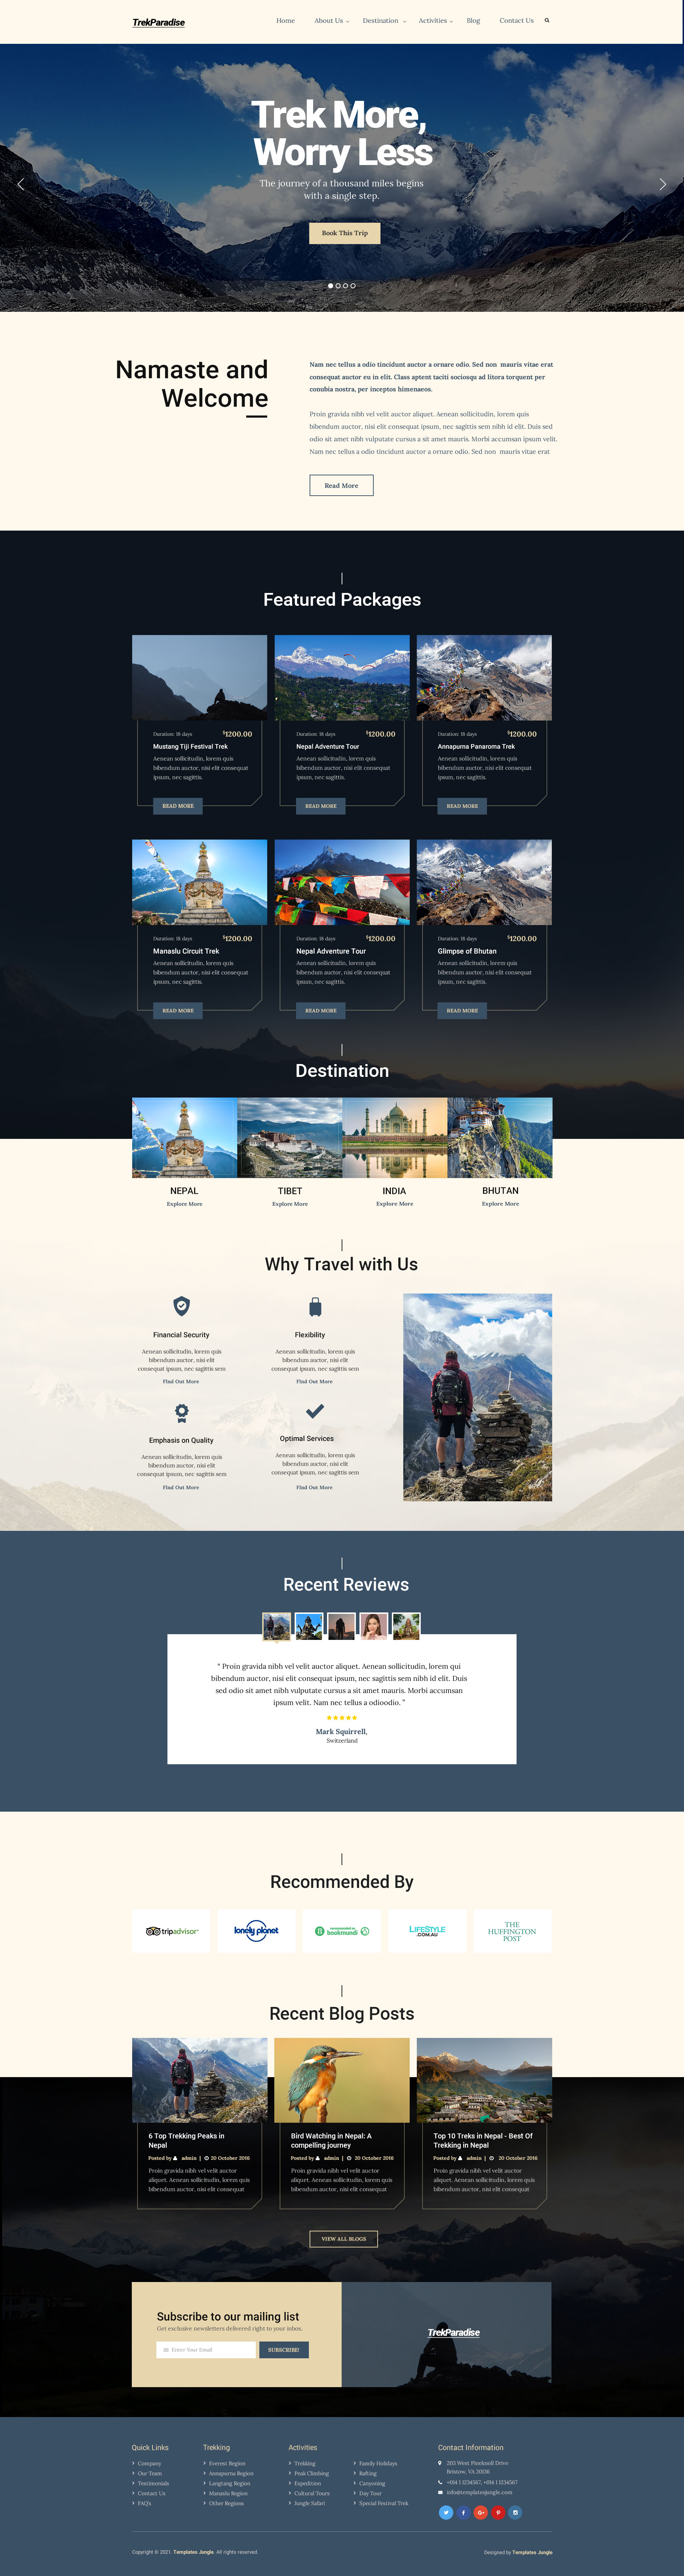 TrekParadise
Home About Us Destination Activities Blog Contact Us
Trek More,
Worry Less
The journey of a thousand miles begins
with a single step.
Book This Trip
Namaste and
Welcome
Nam nec tellus a odio tincidunt auctor a ornare odio. Sed non mauris vitae erat
consequat auctor eu in elit. Class aptent taciti sociosqu ad litora torquent per
conubia nostra, per inceptos himenaeos.
Proin gravida nibh vel velit auctor aliquet. Aenean sollicitudin, lorem quis
bibendum auctor, nisi elit consequat ipsum, nec sagittis sem nibh id elit. Duis sed
odio sit amet nibh vulputate cursus a sit amet mauris. Morbi accumsan ipsum velit.
Nam nec tellus a odio tincidunt auctor a ornare odio. Sed non mauris vitae erat
Read More
Featured Packages
Duration: 18 days $1200.00
Mustang Tiji Festival Trek
Aenean sollicitudin, lorem quis
bibendum auctor, nisi elit consequat
ipsum, nec sagittis.
READ MORE
Duration: 18 days $1200.00
Nepal Adventure Tour
Aenean sollicitudin, lorem quis
bibendum auctor, nisi elit consequat
ipsum, nec sagittis.
READ MORE
Duration: 18 days $1200.00
Annapurna Panaroma Trek
Aenean sollicitudin, lorem quis
bibendum auctor, nisi elit consequat
ipsum, nec sagittis.
READ MORE
Duration: 18 days $1200.00
Manaslu Circuit Trek
Aenean sollicitudin, lorem quis
bibendum auctor, nisi elit consequat
ipsum, nec sagittis.
READ MORE
Duration: 18 days $1200.00
Nepal Adventure Tour
Aenean sollicitudin, lorem quis
bibendum auctor, nisi elit consequat
ipsum, nec sagittis.
READ MORE
Duration: 18 days $1200.00
Glimpse of Bhutan
Aenean sollicitudin, lorem quis
bibendum auctor, nisi elit consequat
ipsum, nec sagittis.
READ MORE
Destination
NEPAL
Explore More
TIBET
Explore More
INDIA
Explore More
BHUTAN
Explore More
Why Travel with Us
Financial Security
Aenean sollicitudin, lorem quis
bibendum auctor, nisi elit
consequat ipsum, nec sagittis sem
Find Out More
Flexibility
Aenean sollicitudin, lorem quis
bibendum auctor, nisi elit
consequat ipsum, nec sagittis sem
Find Out More
Emphasis on Quality
Aenean sollicitudin, lorem quis
bibendum auctor, nisi elit
consequat ipsum, nec sagittis sem
Find Out More
Optimal Services
Aenean sollicitudin, lorem quis
bibendum auctor, nisi elit
consequat ipsum, nec sagittis sem
Find Out More
Recent Reviews
" Proin gravida nibh vel velit auctor aliquet. Aenean sollicitudin, lorem qui
bibendum auctor, nisi elit consequat ipsum, nec sagittis sem nibh id elit. Duis
sed odio sit amet nibh vulputate cursus a sit amet mauris. Morbi accumsan
ipsum velit. Nam nec tellus a odioodio. "
Mark Squirrell,
Switzerland
Recommended By
tripadvisor
lonely planet
recommended on
bookmundi
LIFESTYLE
.COM.AU
THE
HUFFINGTON
POST
Recent Blog Posts
6 Top Trekking Peaks in
Nepal
Posted by admin | 20 October 2016
Proin gravida nibh vel velit auctor
aliquet. Aenean sollicitudin, lorem quis
bibendum auctor, nisi elit consequat
Bird Watching in Nepal: A
compelling journey
Posted by admin | 20 October 2016
Proin gravida nibh vel velit auctor
aliquet. Aenean sollicitudin, lorem quis
bibendum auctor, nisi elit consequat
Top 10 Treks in Nepal - Best Of
Trekking in Nepal
Posted by admin | 20 October 2016
Proin gravida nibh vel velit auctor
aliquet. Aenean sollicitudin, lorem quis
bibendum auctor, nisi elit consequat
VIEW ALL BLOGS
Subscribe to our mailing list
Get exclusive newsletters delivered right to your inbox.
Enter Your Email
SUBSCRIBE!
TrekParadise
Quick Links
Company
Our Team
Testimonials
Contact Us
FAQ's
Trekking
Everest Region
Annapurna Region
Langtang Region
Manaslu Region
Other Regions
Activities
Trekking
Peak Climbing
Expedition
Cultural Tours
Jungle Safari
Family Holidays
Rafting
Canyoning
Day Tour
Special Festival Trek
Contact Information
2113 West Ploeknoll Drive
Bristow, VA 20136
+014 1 1234567, +014 1 1234567
info@templatesjungle.com
Copyright © 2021. Templates Jungle. All rights reserved.
Designed by Templates Jungle